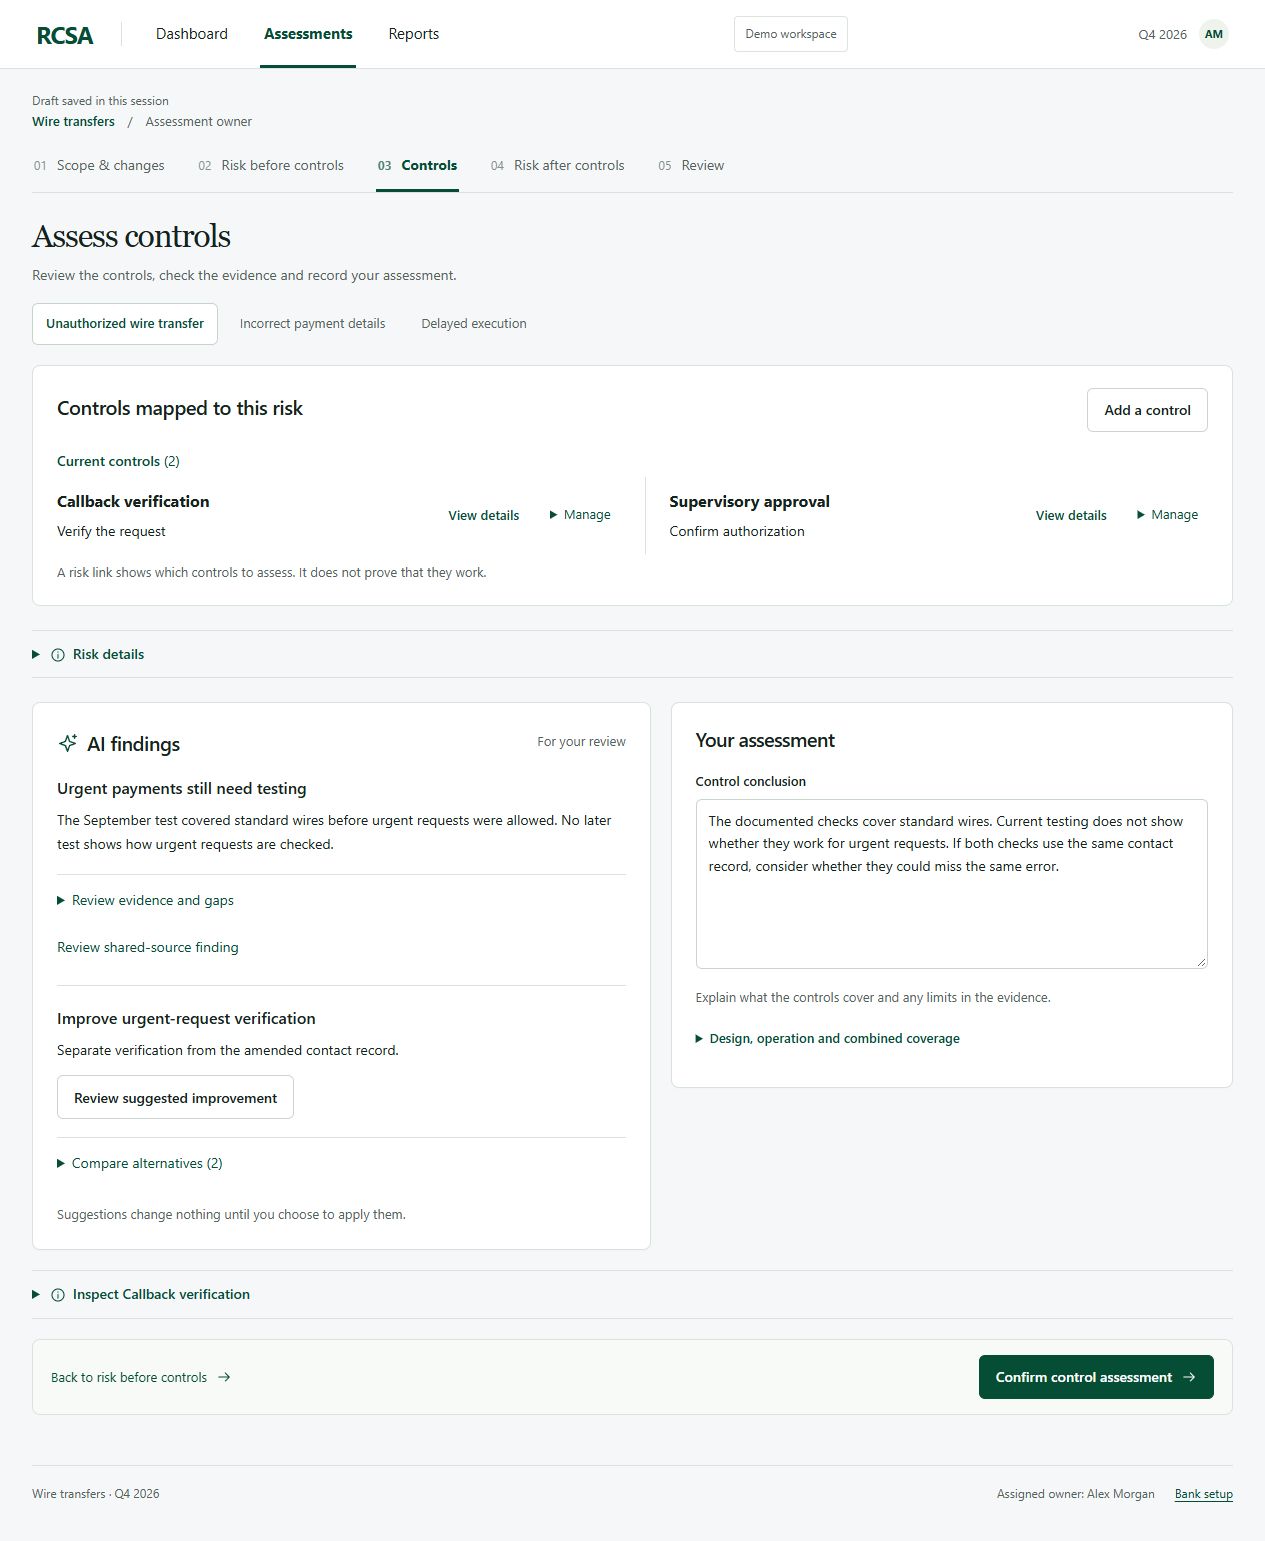 RCSA
Dashboard
Assessments
Reports
Demo workspace
Q4 2026
AM
Draft saved in this session
Wire transfers / Assessment owner
01 Scope & changes
02 Risk before controls
03 Controls
04 Risk after controls
05 Review
Assess controls
Review the controls, check the evidence and record your assessment.
Unauthorized wire transfer
Incorrect payment details
Delayed execution
Controls mapped to this risk
Add a control
Current controls (2)
Callback verification
Verify the request
View details
Manage
Supervisory approval
Confirm authorization
View details
Manage
A risk link shows which controls to assess. It does not prove that they work.
Risk details
AI findings
For your review
Urgent payments still need testing
The September test covered standard wires before urgent requests were allowed. No later
test shows how urgent requests are checked.
Review evidence and gaps
Review shared-source finding
Improve urgent-request verification
Separate verification from the amended contact record.
Review suggested improvement
Compare alternatives (2)
Suggestions change nothing until you choose to apply them.
Your assessment
Control conclusion
The documented checks cover standard wires. Current testing does not show
whether they work for urgent requests. If both checks use the same contact
record, consider whether they could miss the same error.
Explain what the controls cover and any limits in the evidence.
Design, operation and combined coverage
Inspect Callback verification
Back to risk before controls →
Confirm control assessment →
Wire transfers · Q4 2026
Assigned owner: Alex Morgan
Bank setup